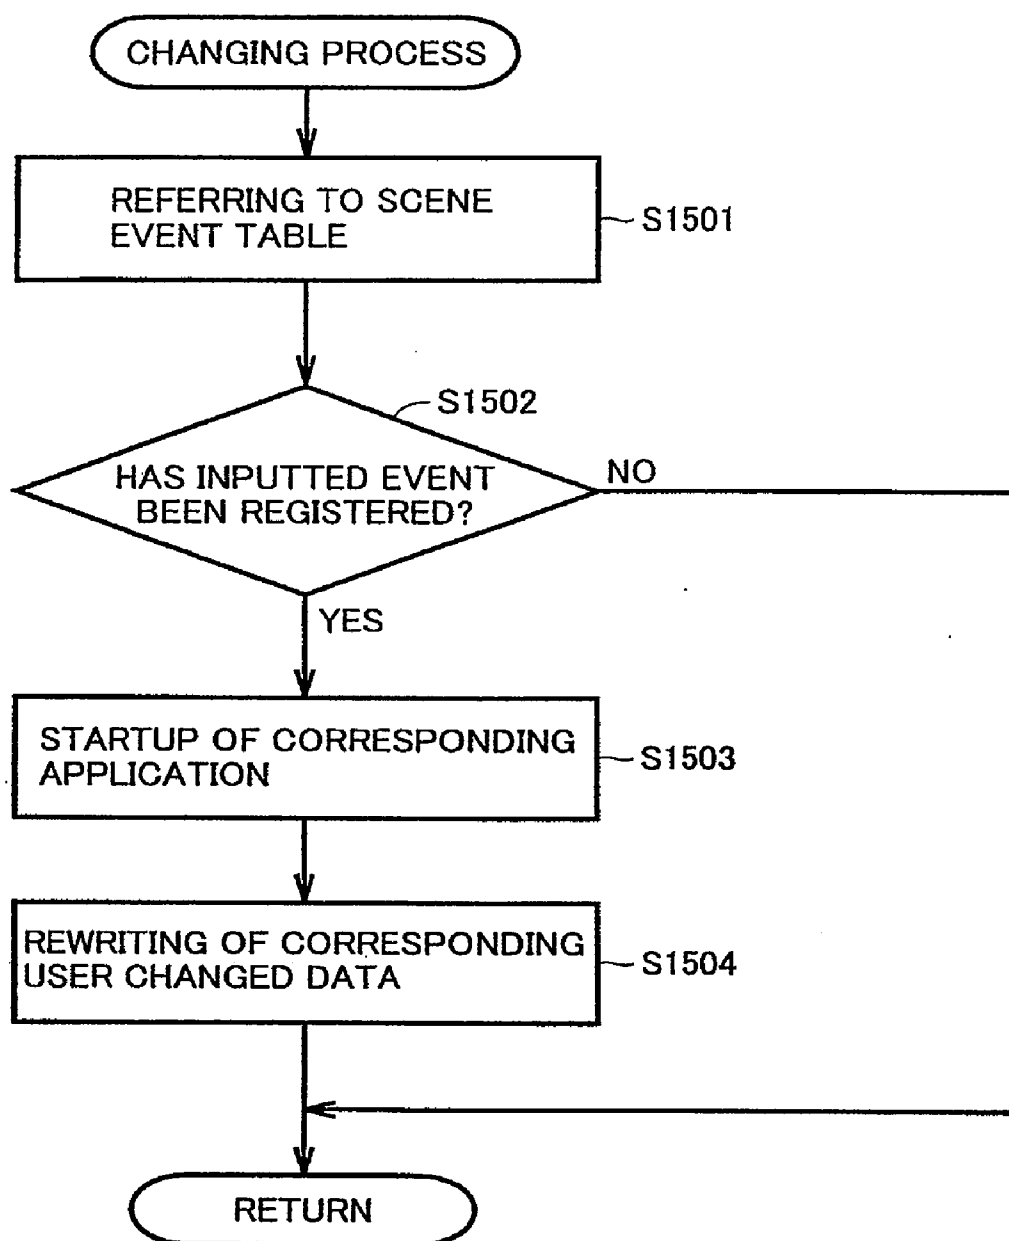 CHANGING PROCESS
REFERRING TO SCENE
EVENT TABLE
S1501
S1502
HAS INPUTTED EVENT
BEEN REGISTERED?
NO
YES
STARTUP OF CORRESPONDING
APPLICATION
S1503
REWRITING OF CORRESPONDING
USER CHANGED DATA
S1504
RETURN